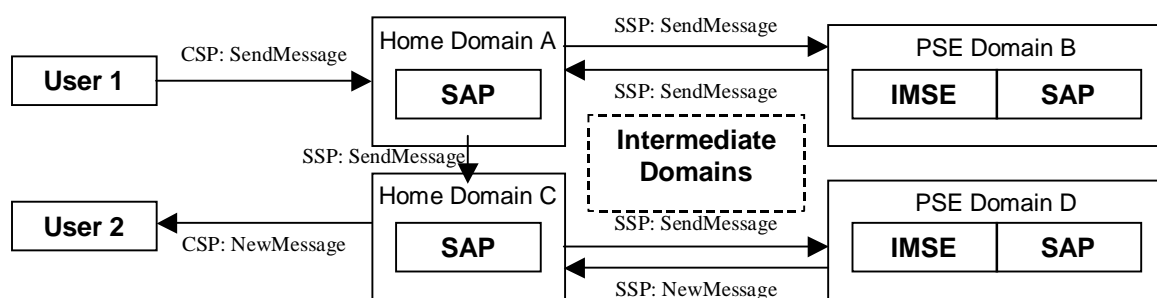 SSP: SendMessage
Home Domain A
PSE Domain B
CSP: SendMessage
User 1
SAP
IMSE
SAP
SSP: SendMessage
Intermediate
Domains
SSP: SendMessage
Home Domain C
PSE Domain D
User 2
SSP: SendMessage
CSP: NewMessage
SAP
IMSE
SAP
SSP: NewMessage